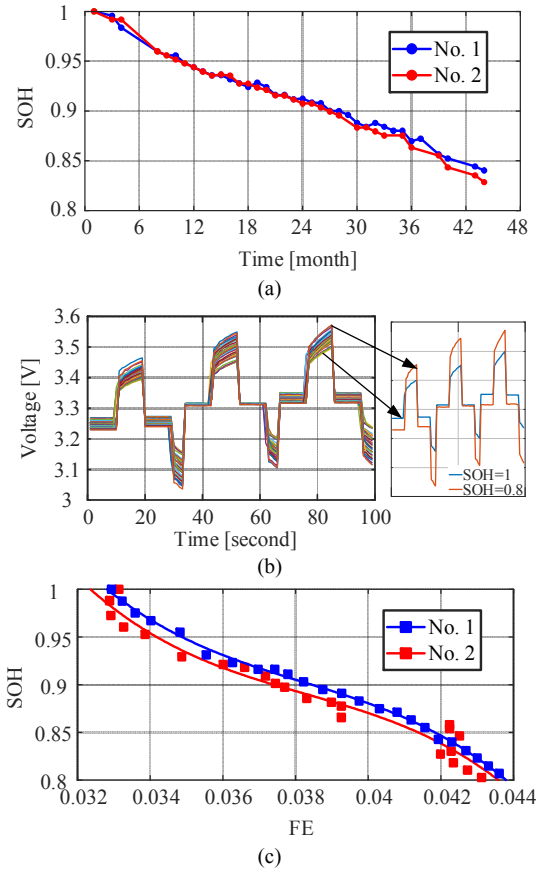 1
0.95
0.9
0.85
0.8
SOH
No. 1
No. 2
0 6 12 18 24 30 36 42 48
Time [month]
(a)
3.6
3.5
3.4
3.3
3.2
3.1
3
Voltage [V]
0 20 40 60 80 100
Time [second]
SOH=1
SOH=0.8
(b)
1
0.95
0.9
0.85
0.8
SOH
No. 1
No. 2
0.032 0.034 0.036 0.038 0.04 0.042 0.044
FE
(c)